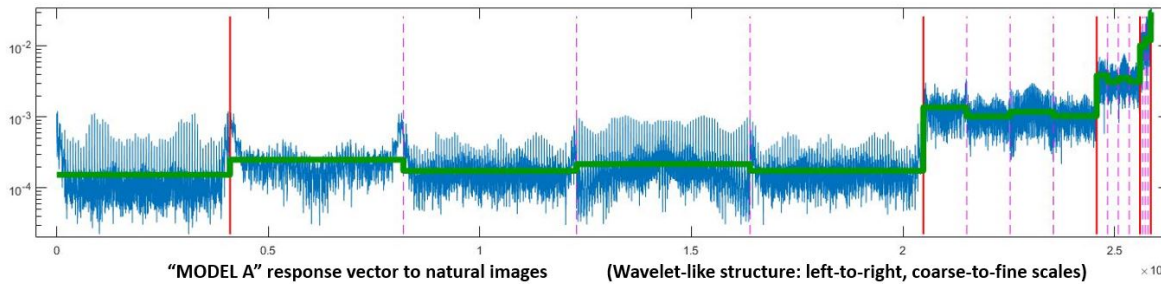 10⁻²
10⁻³
10⁻⁴
0 0.5 1 1.5 2 2.5
× 10
“MODEL A” response vector to natural images (Wavelet-like structure: left-to-right, coarse-to-fine scales)